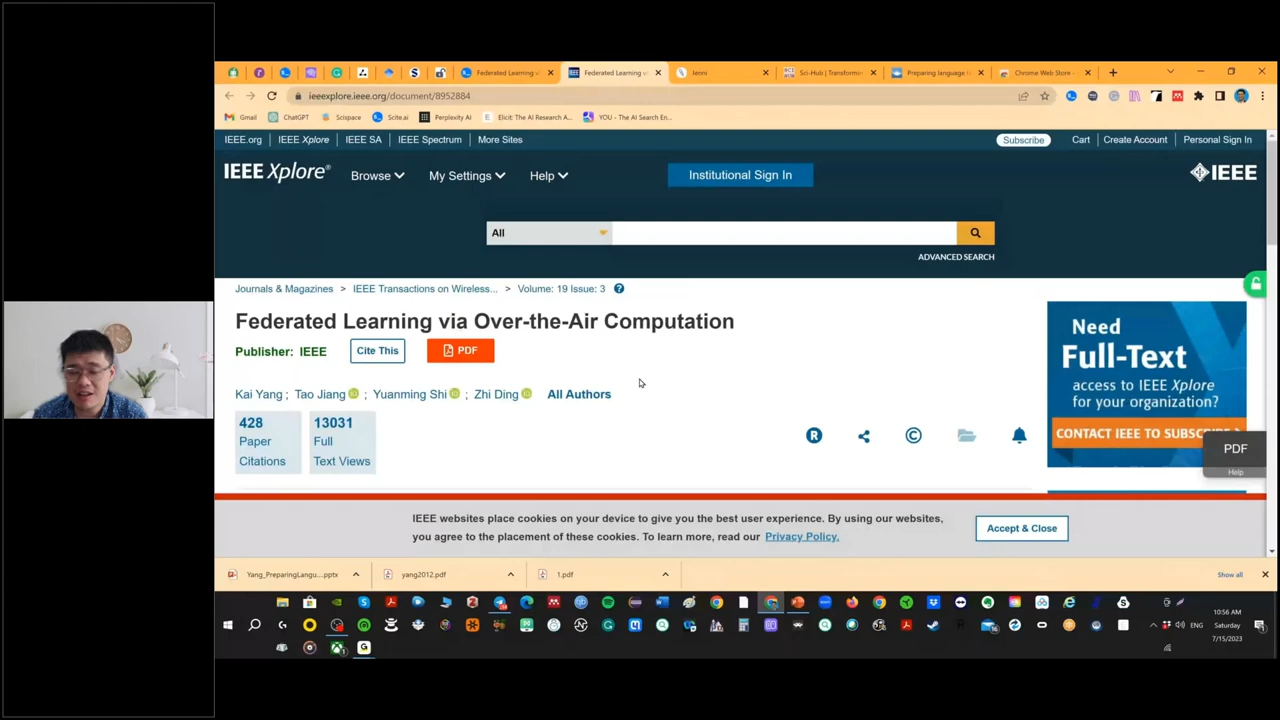 Federated Learning v
Federated Learning v
Jenni
Sci-Hub | Transformi
Preparing language
Chrome Web Store -
ieeexplore.ieee.org/document/8952884
Gmail
ChatGPT
Scispace
Scite.ai
Perplexity AI
Elicit: The AI Research A...
YOU - The AI Search En...
IEEE.org
IEEE Xplore
IEEE SA
IEEE Spectrum
More Sites
Subscribe
Cart
Create Account
Personal Sign In
IEEE Xplore®
Browse
My Settings
Help
Institutional Sign In
IEEE
All
ADVANCED SEARCH
Journals & Magazines > IEEE Transactions on Wireless... > Volume: 19 Issue: 3
Federated Learning via Over-the-Air Computation
Publisher: IEEE
Cite This
PDF
Kai Yang ; Tao Jiang ; Yuanming Shi ; Zhi Ding All Authors
428
Paper
Citations
13031
Full
Text Views
Need
Full-Text
access to IEEE Xplore
for your organization?
CONTACT IEEE TO SUBSCRIBE
PDF
Help
IEEE websites place cookies on your device to give you the best user experience. By using our websites,
you agree to the placement of these cookies. To learn more, read our Privacy Policy.
Accept & Close
Yang_PreparingLangu....pptx
yang2012.pdf
1.pdf
Show all
ENG
10:56 AM
Saturday
7/15/2023